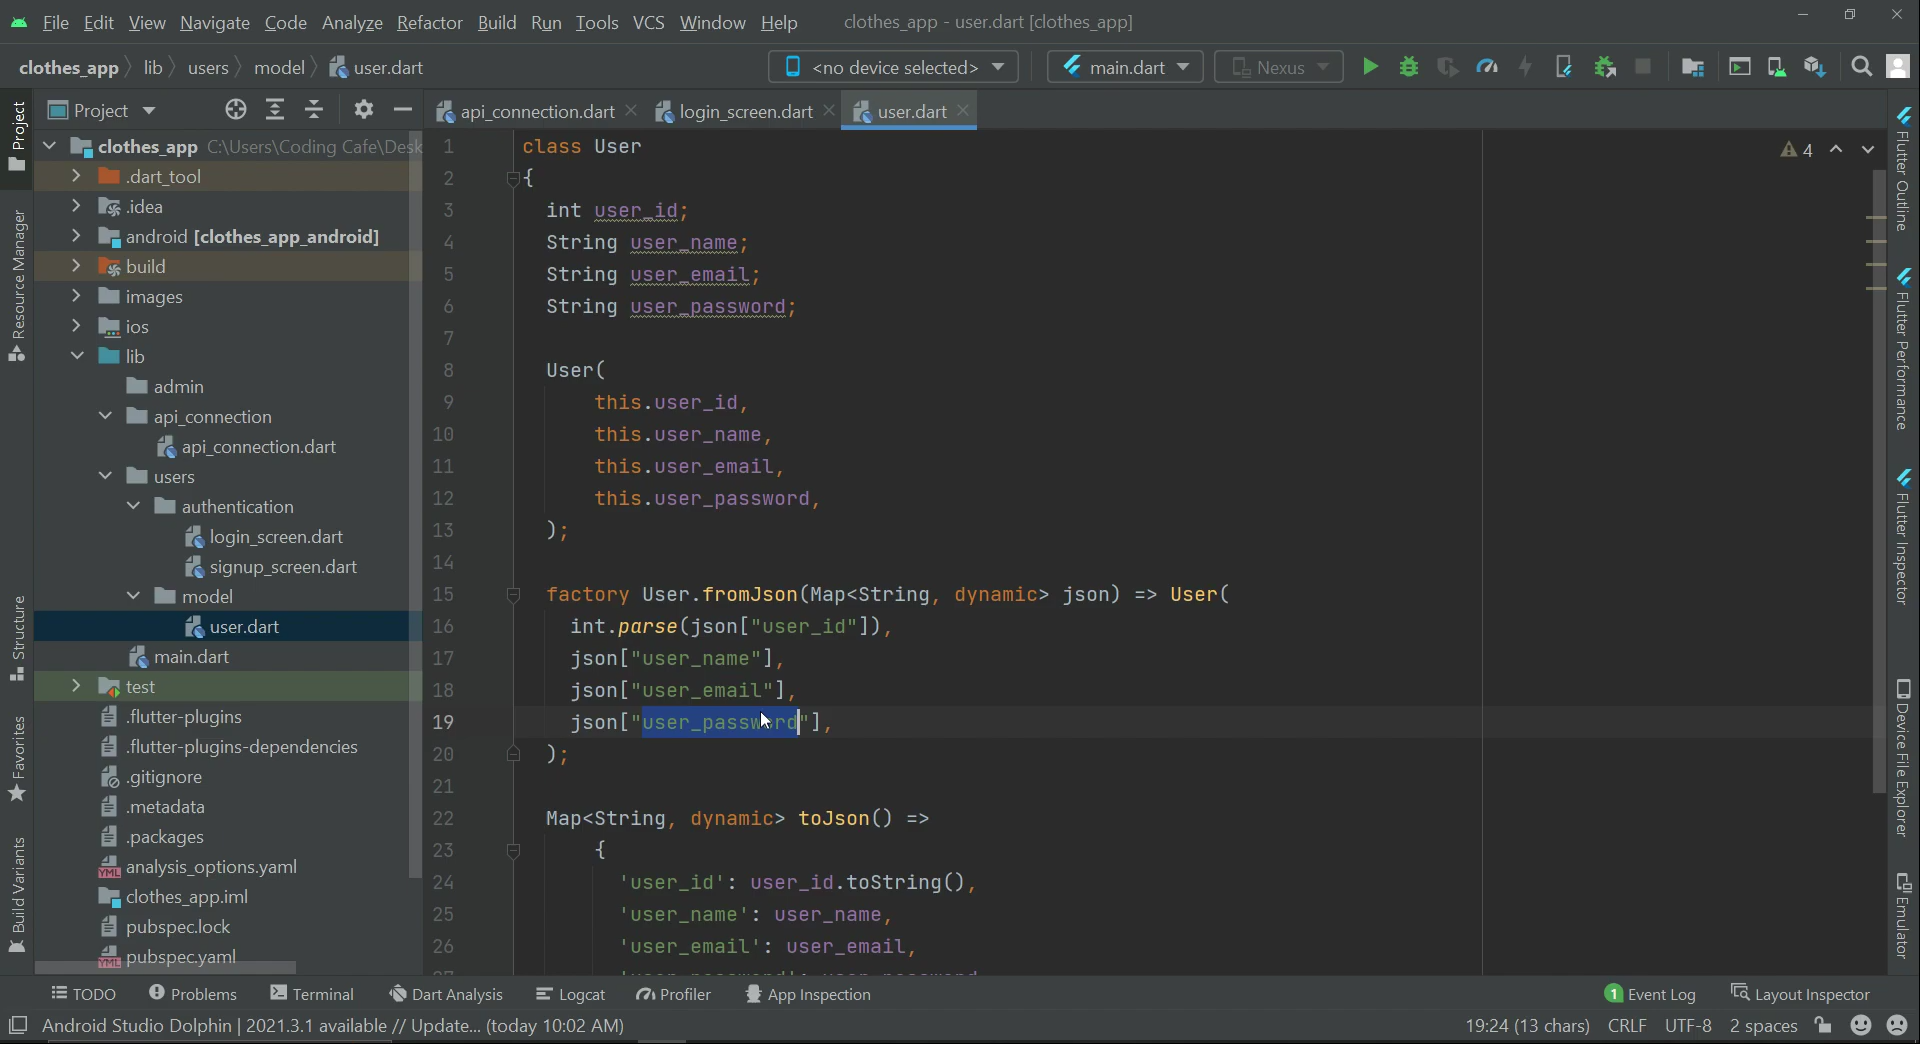 File Edit View Navigate Code Analyze Refactor Build Run Tools VCS Window Help clothes_app - user.dart [clothes_app]
clothes_app lib users model user.dart <no device selected> main.dart Nexus
Project
api_connection.dart login_screen.dart user.dart
clothes_app C:\Users\Coding Cafe\Desk
.dart_tool
.idea
android [clothes_app_android]
build
images
ios
lib
admin
api_connection
api_connection.dart
users
authentication
login_screen.dart
signup_screen.dart
model
user.dart
main.dart
test
.flutter-plugins
.flutter-plugins-dependencies
.gitignore
.metadata
.packages
analysis_options.yaml
clothes_app.iml
pubspec.lock
pubspec.yaml
Project
Resource Manager
Structure
Favorites
Build Variants
4
1 class User
2 {
3 int user_id;
4 String user_name;
5 String user_email;
6 String user_password;
7
8 User(
9 this.user_id,
10 this.user_name,
11 this.user_email,
12 this.user_password,
13 );
14
15 factory User.fromJson(Map<String, dynamic> json) => User(
16 int.parse(json["user_id"]),
17 json["user_name"],
18 json["user_email"],
19 json["user_password"],
20 );
21
22 Map<String, dynamic> toJson() =>
23 {
24 'user_id': user_id.toString(),
25 'user_name': user_name,
26 'user_email': user_email,
Flutter Outline
Flutter Performance
Flutter Inspector
Device File Explorer
Emulator
TODO Problems Terminal Dart Analysis Logcat Profiler App Inspection 1 Event Log Layout Inspector
Android Studio Dolphin | 2021.3.1 available // Update... (today 10:02 AM) 19:24 (13 chars) CRLF UTF-8 2 spaces